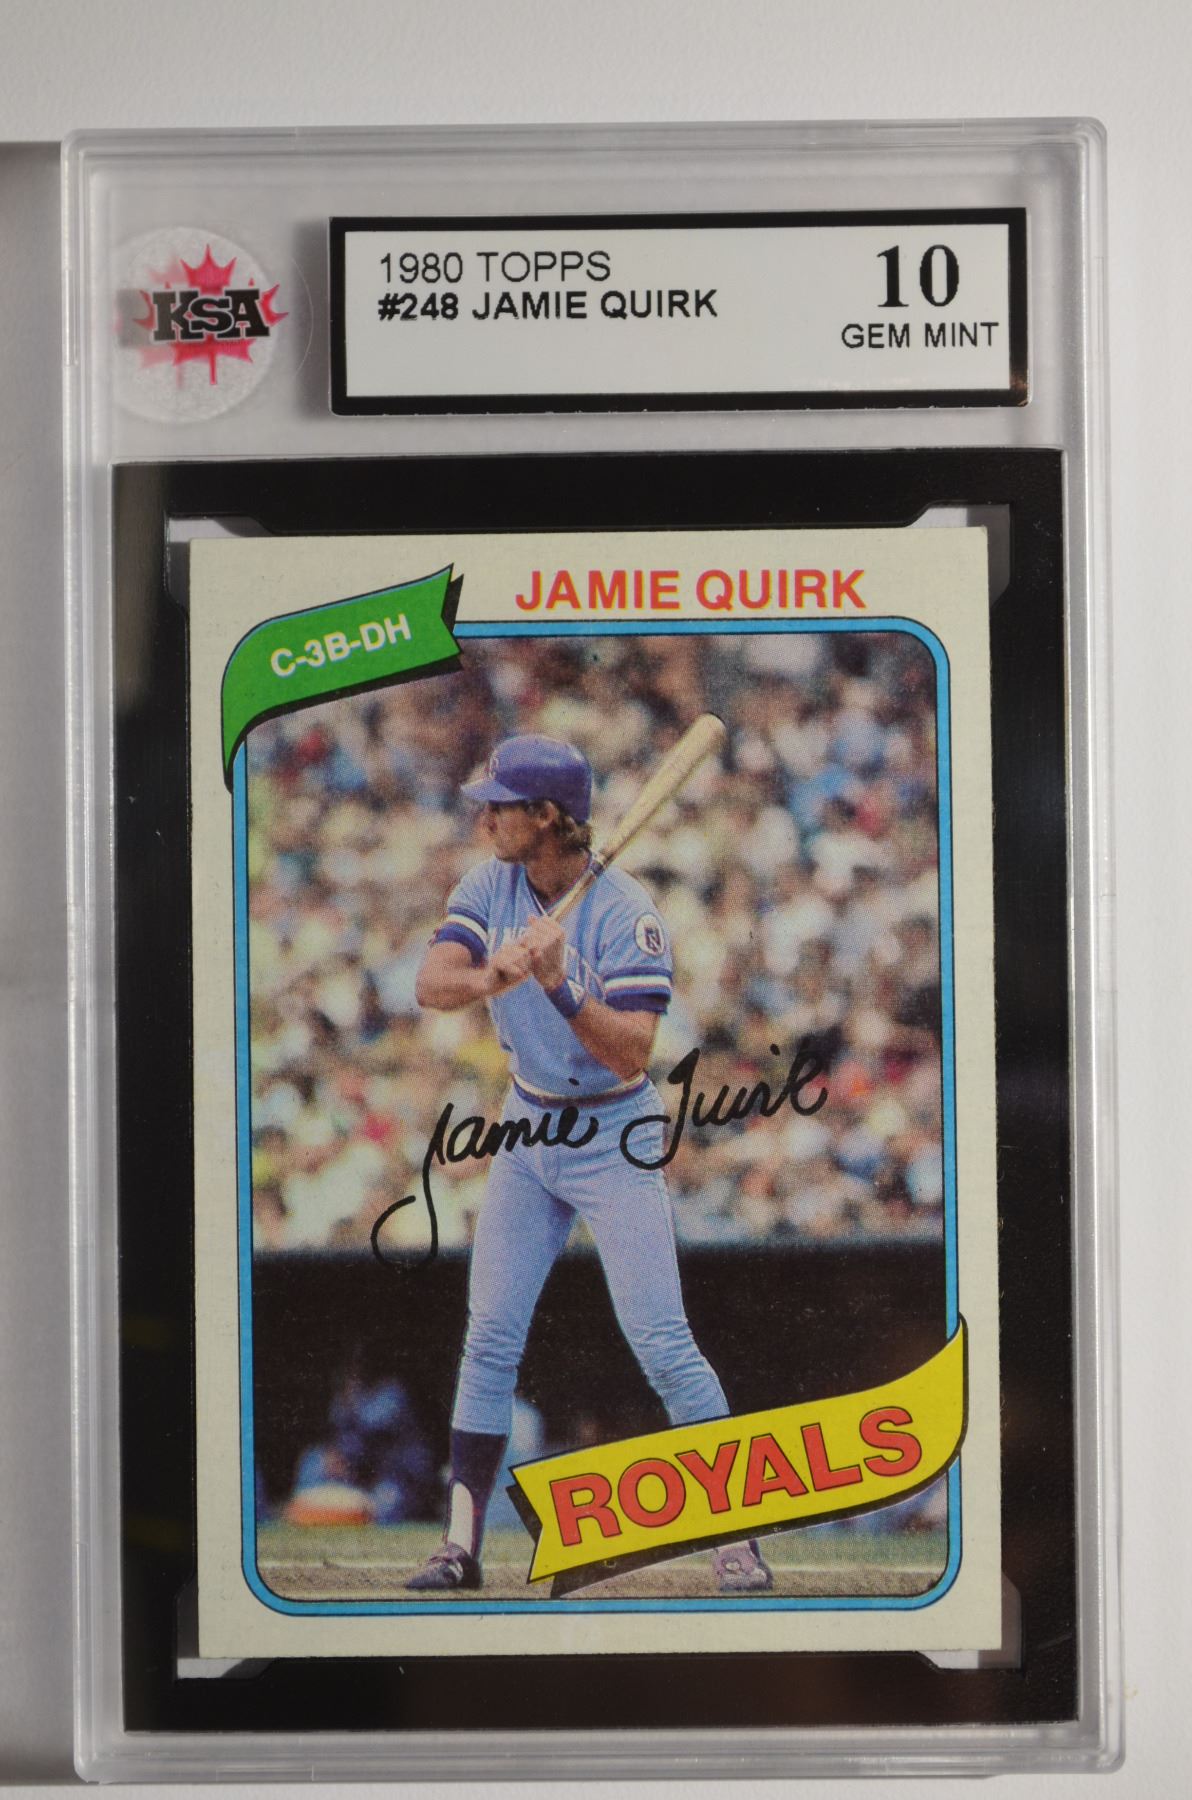 KSA
1980 TOPPS
#248 JAMIE QUIRK
10
GEM MINT
C-3B-DH
JAMIE QUIRK
Jamie Quirk
ROYALS